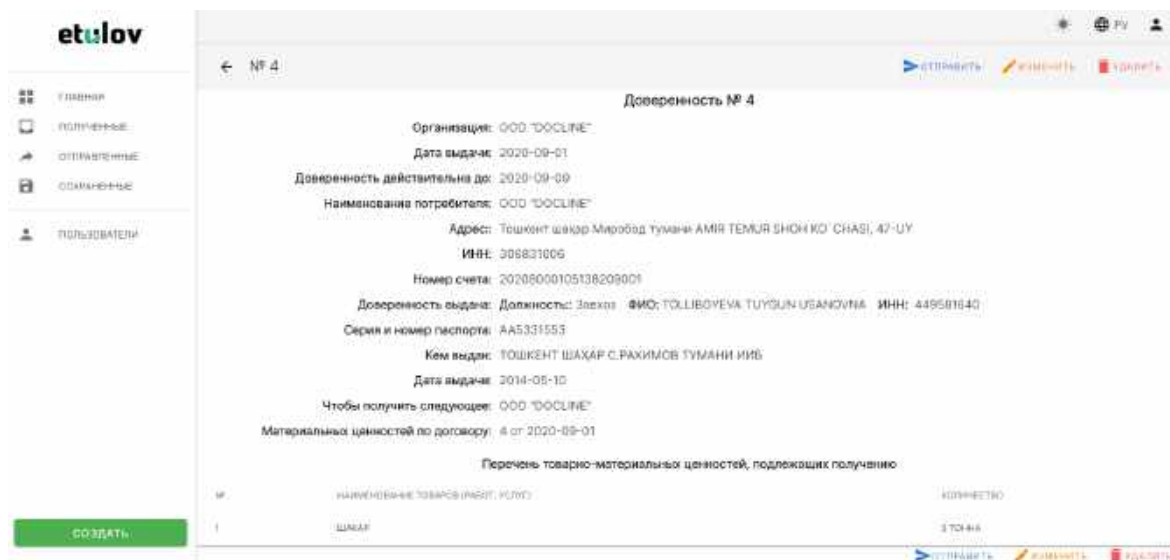 etulov
РУ
← № 4
ОТПРАВИТЬ ИЗМЕНИТЬ УДАЛИТЬ
ГЛАВНАЯ
ПОЛУЧЕННЫЕ
ОТПРАВЛЕННЫЕ
СОХРАНЕННЫЕ
ПОЛЬЗОВАТЕЛИ
СОЗДАТЬ
Доверенность № 4
Организация: ООО "DOCLINE"
Дата выдачи: 2020-09-01
Доверенность действительна до: 2020-09-09
Наименование потребителя: ООО "DOCLINE"
Адрес: Тошкент шаҳар Миробод тумани AMIR TEMUR SHOH KO`CHASI, 47-UY
ИНН: 306831006
Номер счета: 20208000105138209001
Доверенность выдана: Должность:: Завхоз ФИО: TOLLIBOYEVA TUYGUN USANOVNA ИНН: 449581640
Серия и номер паспорта: AA5331553
Кем выдан: ТОШКЕНТ ШАҲАР С.РАХИМОВ ТУМАНИ ИИБ
Дата выдачи: 2014-05-10
Чтобы получить следующее: ООО "DOCLINE"
Материальных ценностей по договору: 4 от 2020-09-01
Перечень товарно-материальных ценностей, подлежащих получению
№ НАИМЕНОВАНИЕ ТОВАРОВ (РАБОТ, УСЛУГ) КОЛИЧЕСТВО
1 ШАКАР 3 ТОННА
ОТПРАВИТЬ ИЗМЕНИТЬ УДАЛИТЬ